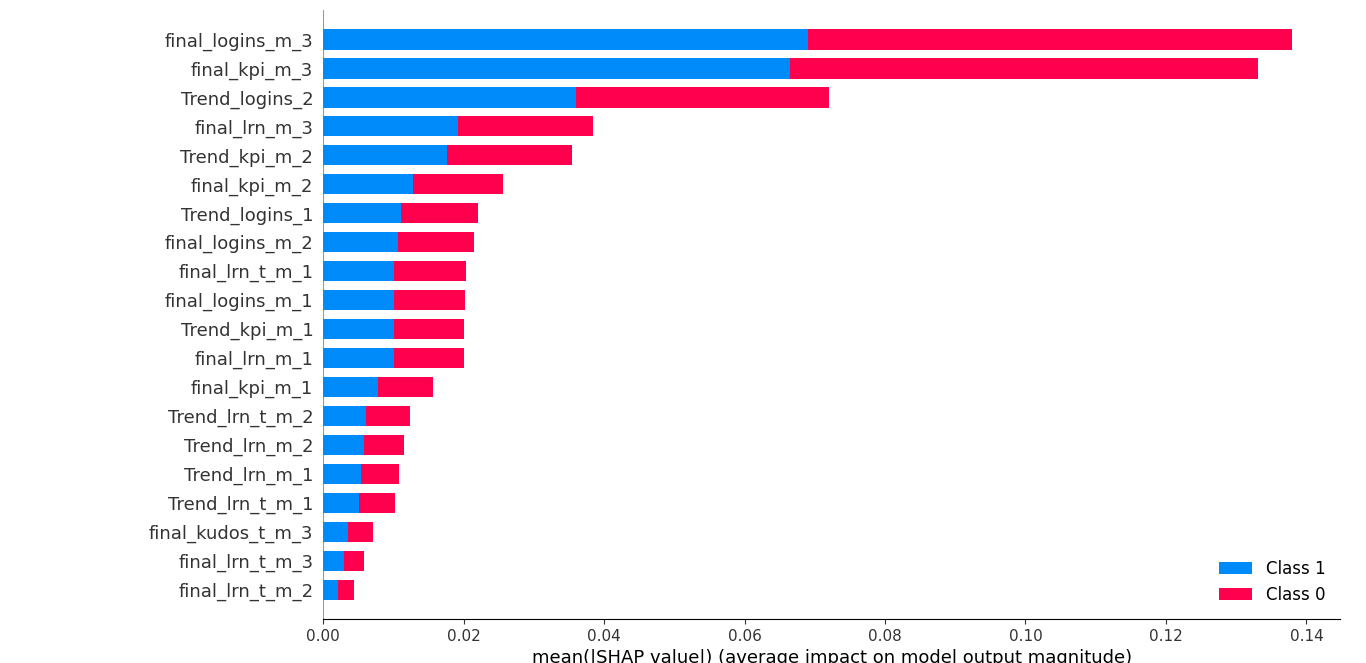 final_logins_m_3
final_kpi_m_3
Trend_logins_2
final_lrn_m_3
Trend_kpi_m_2
final_kpi_m_2
Trend_logins_1
final_logins_m_2
final_lrn_t_m_1
final_logins_m_1
Trend_kpi_m_1
final_lrn_m_1
final_kpi_m_1
Trend_lrn_t_m_2
Trend_lrn_m_2
Trend_lrn_m_1
Trend_lrn_t_m_1
final_kudos_t_m_3
final_lrn_t_m_3
final_lrn_t_m_2
Class 1
Class 0
0.00 0.02 0.04 0.06 0.08 0.10 0.12 0.14
mean(|SHAP value|) (average impact on model output magnitude)